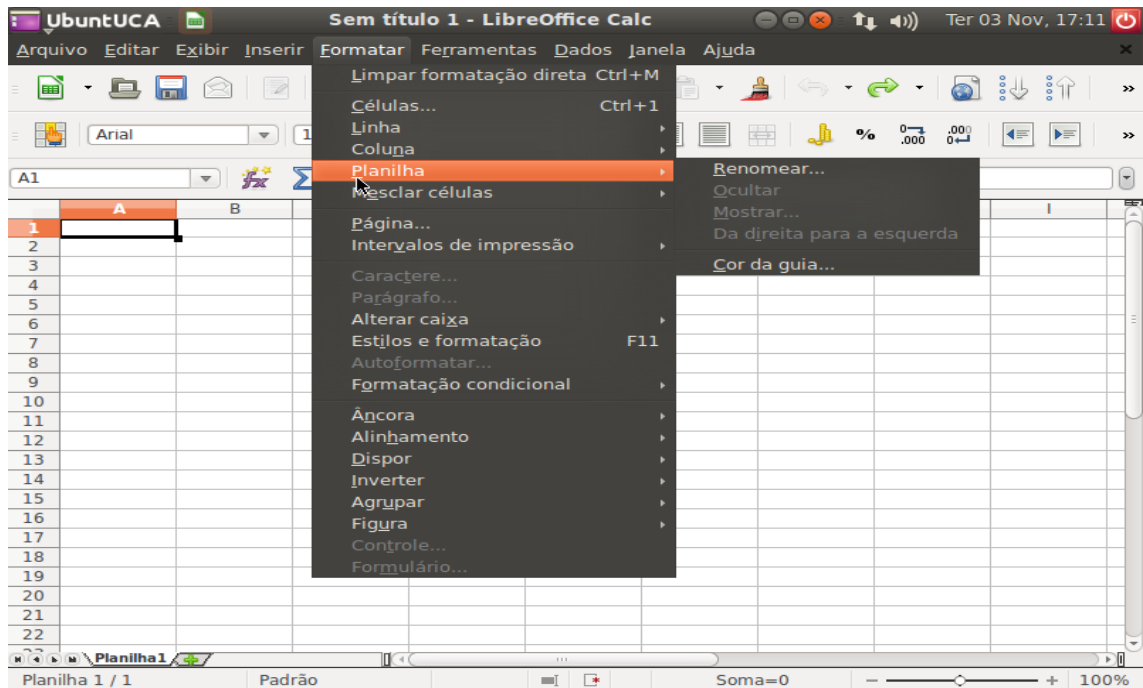 UbuntUCA
Sem título 1 - LibreOffice Calc
Ter 03 Nov, 17:11
Arquivo Editar Exibir Inserir Formatar Ferramentas Dados Janela Ajuda
Limpar formatação direta Ctrl+M
Células... Ctrl+1
Linha
Coluna
Planilha
Mesclar células
Página...
Intervalos de impressão
Caractere...
Parágrafo...
Alterar caixa
Estilos e formatação F11
Autoformatar...
Formatação condicional
Âncora
Alinhamento
Dispor
Inverter
Agrupar
Figura
Controle...
Formulário...
Renomear...
Ocultar
Mostrar...
Da direita para a esquerda
Cor da guia...
Arial
1
% 0 .000 .000 0
A1
fx Σ
A B I
1
2
3
4
5
6
7
8
9
10
11
12
13
14
15
16
17
18
19
20
21
22
Planilha1
Planilha 1 / 1 Padrão Soma=0 100%